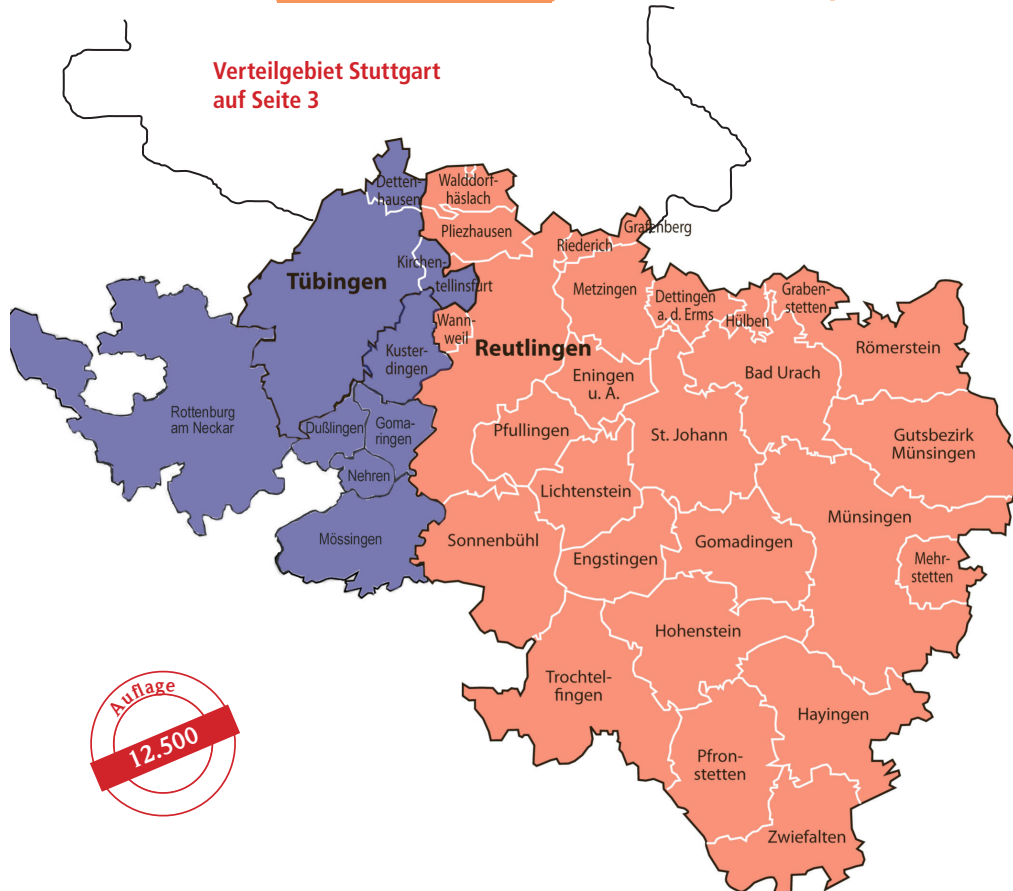 Verteilgebiet Stuttgart
auf Seite 3
Detten-
hausen
Walddorf-
häslach
Pliezhausen
Riederich
Grafenberg
Kirchen-
tellinsfurt
Tübingen
Metzingen
Dettingen
a. d. Erms
Hülben
Graben-
stetten
Römerstein
Wann-
weil
Reutlingen
Kuster-
dingen
Eningen
u. A.
Bad Urach
Rottenburg
am Neckar
Dußlingen
Goma-
ringen
Pfullingen
St. Johann
Gutsbezirk
Münsingen
Nehren
Lichtenstein
Münsingen
Mössingen
Sonnenbühl
Engstingen
Gomadingen
Mehr-
stetten
Hohenstein
Trochtel-
fingen
Hayingen
Auflage
12.500
Pfron-
stetten
Zwiefalten